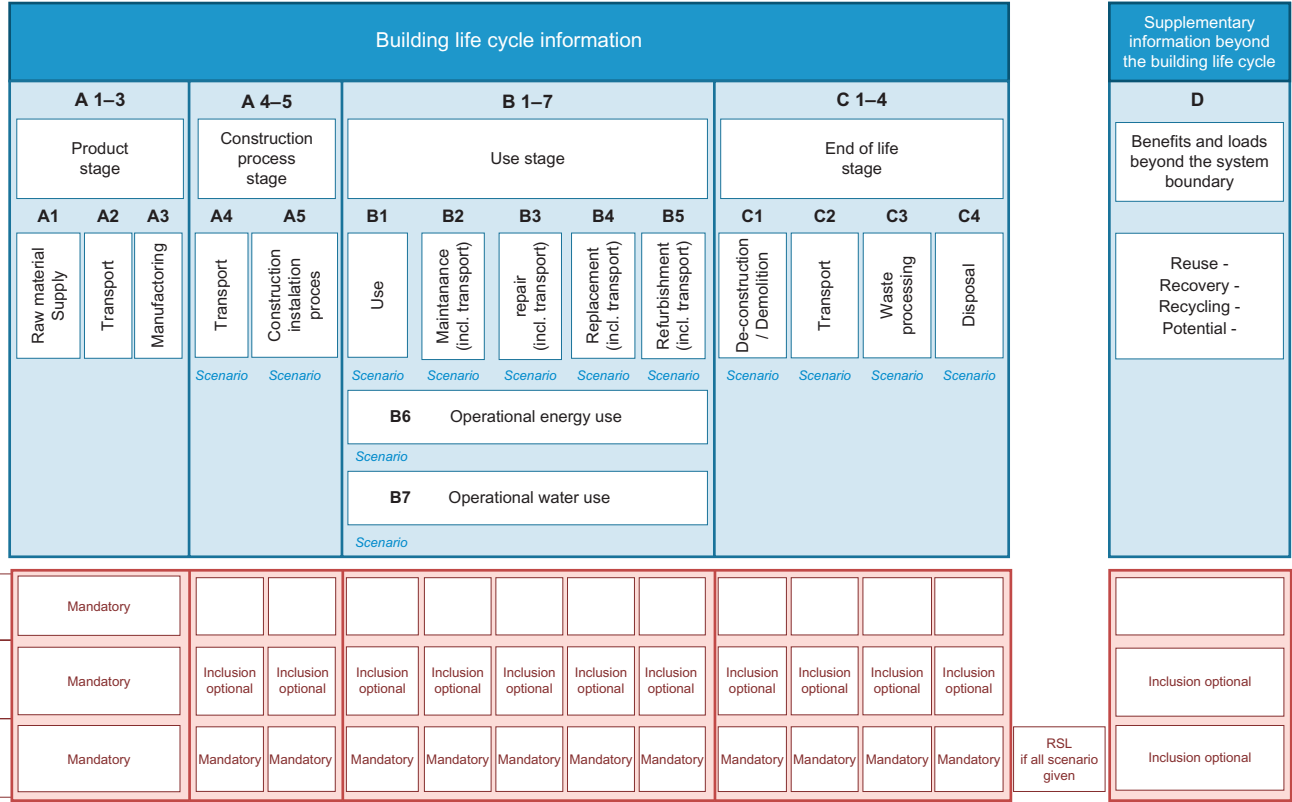 Building life cycle information
Supplementary
information beyond
the building life cycle
A 1–3
A 4–5
B 1–7
C 1–4
D
Product
stage
Construction
process
stage
Use stage
End of life
stage
Benefits and loads
beyond the system
boundary
A1
A2
A3
A4
A5
B1
B2
B3
B4
B5
C1
C2
C3
C4
Raw material
Supply
Transport
Manufactoring
Transport
Construction
instalation
proces
Use
Maintanance
(incl. transport)
repair
(incl. transport)
Replacement
(incl. transport)
Refurbishment
(incl. transport)
De-construction
/ Demolition
Transport
Waste
processing
Disposal
Reuse -
Recovery -
Recycling -
Potential -
Scenario
Scenario
Scenario
Scenario
Scenario
Scenario
Scenario
Scenario
Scenario
Scenario
Scenario
B6 Operational energy use
Scenario
B7 Operational water use
Scenario
Mandatory
Mandatory
Inclusion
optional
Inclusion
optional
Inclusion
optional
Inclusion
optional
Inclusion
optional
Inclusion
optional
Inclusion
optional
Inclusion
optional
Inclusion
optional
Inclusion
optional
Inclusion
optional
Inclusion optional
Mandatory
Mandatory
Mandatory
Mandatory
Mandatory
Mandatory
Mandatory
Mandatory
Mandatory
Mandatory
Mandatory
Mandatory
RSL
if all scenario
given
Inclusion optional